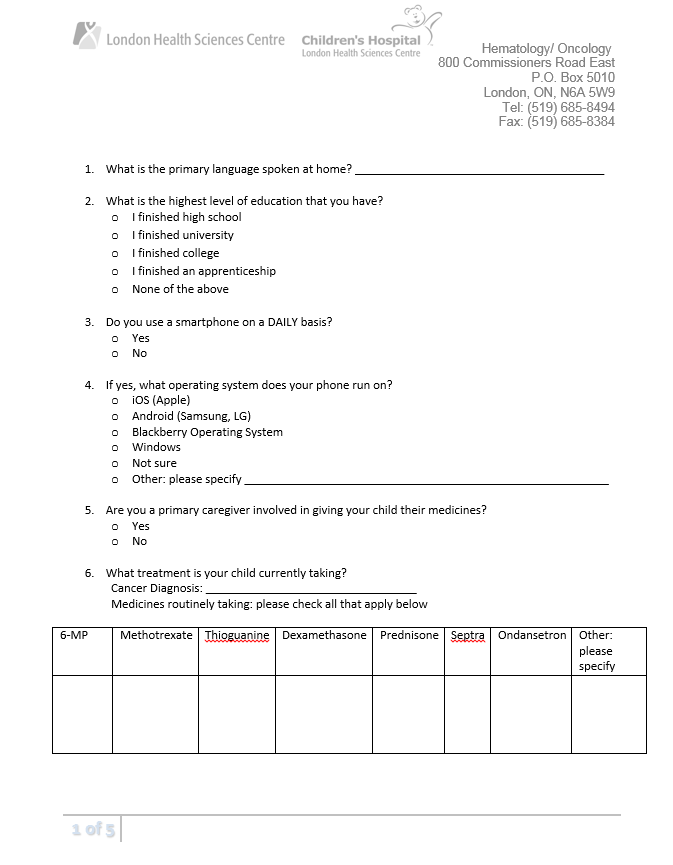 London Health Sciences Centre
Children's Hospital
London Health Sciences Centre
Hematology/ Oncology
800 Commissioners Road East
P.O. Box 5010
London, ON, N6A 5W9
Tel: (519) 685-8494
Fax: (519) 685-8384
1. What is the primary language spoken at home?
2. What is the highest level of education that you have?
o I finished high school
o I finished university
o I finished college
o I finished an apprenticeship
o None of the above
3. Do you use a smartphone on a DAILY basis?
o Yes
o No
4. If yes, what operating system does your phone run on?
o iOS (Apple)
o Android (Samsung, LG)
o Blackberry Operating System
o Windows
o Not sure
o Other: please specify
5. Are you a primary caregiver involved in giving your child their medicines?
o Yes
o No
6. What treatment is your child currently taking?
Cancer Diagnosis:
Medicines routinely taking: please check all that apply below
6-MP Methotrexate Thioguanine Dexamethasone Prednisone Septra Ondansetron Other:
please
specify
1 of 5